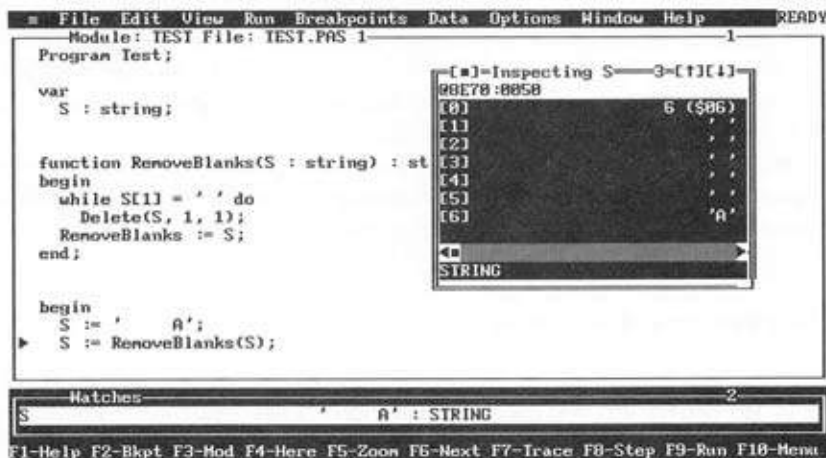 ≡ File Edit View Run Breakpoints Data Options Window Help READY
Module: TEST File: TEST.PAS 1 1
Program Test;
var
S : string;
function RemoveBlanks(S : string) : st
begin
while S[1] = ' ' do
Delete(S, 1, 1);
RemoveBlanks := S;
end;
begin
S := '     A';
► S := RemoveBlanks(S);
[■]=Inspecting S 3=[↑][↓]
@8E70:0050
[0] 6 ($06)
[1] ' '
[2] ' '
[3] ' '
[4] ' '
[5] ' '
[6] 'A'
STRING
Watches 2
S '     A' : STRING
F1-Help F2-Bkpt F3-Mod F4-Here F5-Zoom F6-Next F7-Trace F8-Step F9-Run F10-Menu